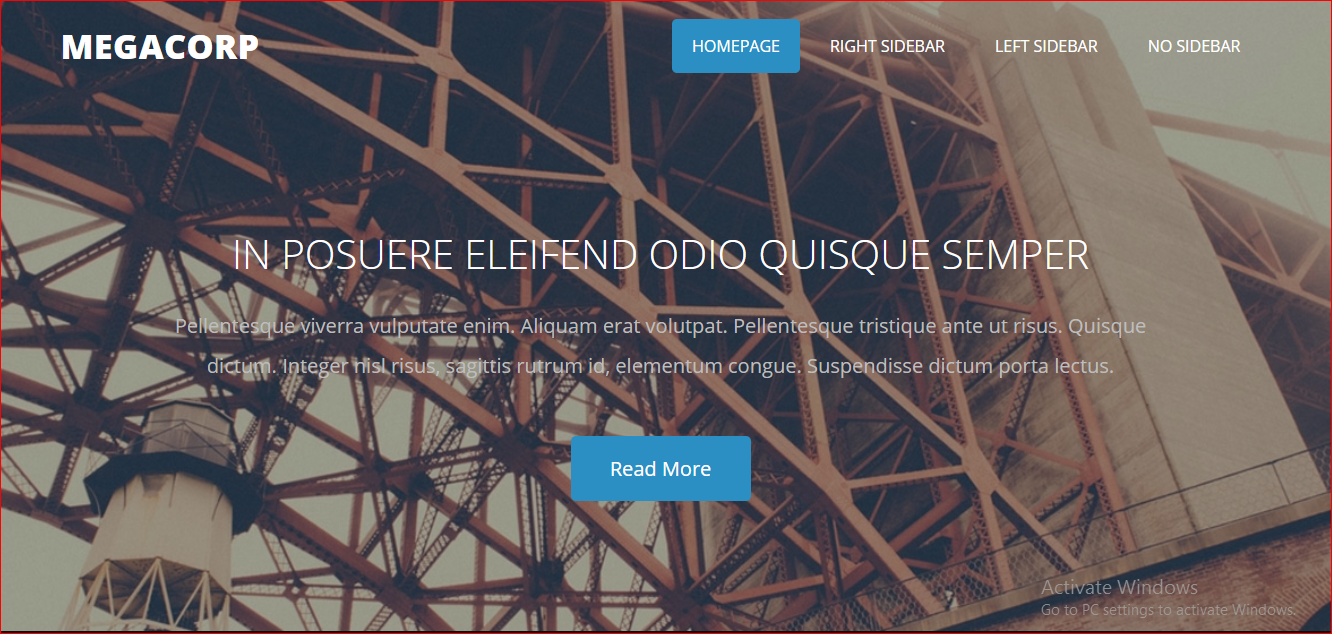 MEGACORP
HOMEPAGE RIGHT SIDEBAR LEFT SIDEBAR NO SIDEBAR
IN POSUERE ELEIFEND ODIO QUISQUE SEMPER
Pellentesque viverra vulputate enim. Aliquam erat volutpat. Pellentesque tristique ante ut risus. Quisque
dictum. Integer nisl risus, sagittis rutrum id, elementum congue. Suspendisse dictum porta lectus.
Read More
Activate Windows
Go to PC settings to activate Windows.